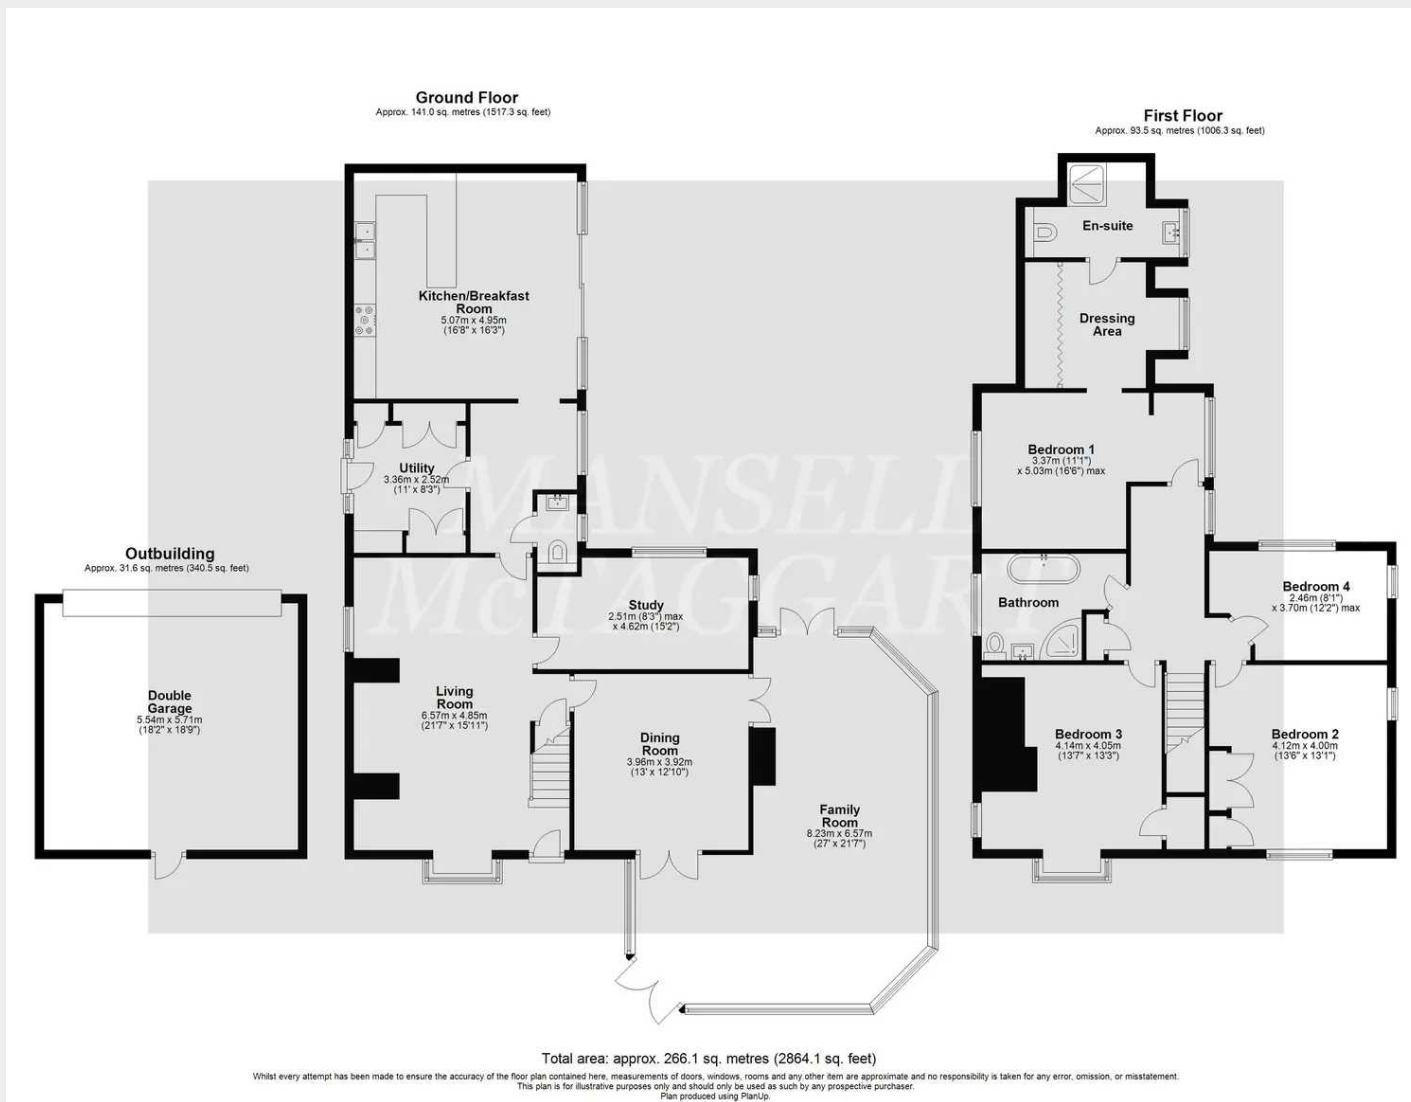 Ground Floor
Approx. 141.0 sq. metres (1517.3 sq. feet)
First Floor
Approx. 93.5 sq. metres (1006.3 sq. feet)
En-suite
Kitchen/Breakfast
Room
5.07m x 4.95m
(16'8" x 16'3")
Dressing
Area
Utility
3.36m x 2.52m
(11' x 8'3")
Bedroom 1
3.37m (11'1")
x 5.03m (16'6") max
MANSELL
McTAGGART
Outbuilding
Approx. 31.6 sq. metres (340.5 sq. feet)
Study
2.51m (8'3") max
x 4.62m (15'2")
Bathroom
Bedroom 4
2.46m (8'1")
x 3.70m (12'2") max
Double
Garage
5.54m x 5.71m
(18'2" x 18'9")
Living
Room
6.57m x 4.85m
(21'7" x 15'11")
Dining
Room
3.96m x 3.92m
(13' x 12'10")
Bedroom 3
4.14m x 4.05m
(13'7" x 13'3")
Bedroom 2
4.12m x 4.00m
(13'6" x 13'1")
Family
Room
8.23m x 6.57m
(27' x 21'7")
Total area: approx. 266.1 sq. metres (2864.1 sq. feet)
Whilst every attempt has been made to ensure the accuracy of the floor plan contained here, measurements of doors, windows, rooms and any other item are approximate and no responsibility is taken for any error, omission, or misstatement.
This plan is for illustrative purposes only and should only be used as such by any prospective purchaser.
Plan produced using PlanUp.